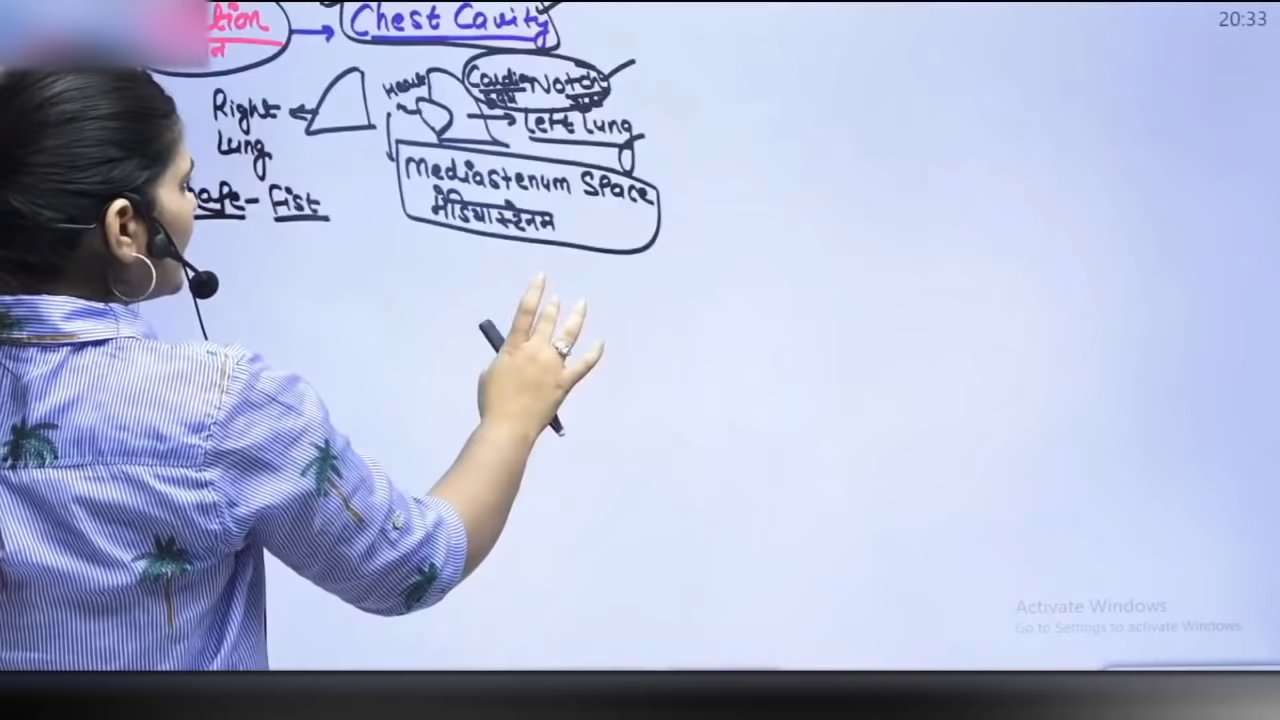 20:33
Chest Cavity
Heart
Cardiac Notch
हृदय
Right
Lung
Left Lung
Mediastenum Space
मेडियास्टेनम
Fist
Activate Windows
Go to Settings to activate Windows.